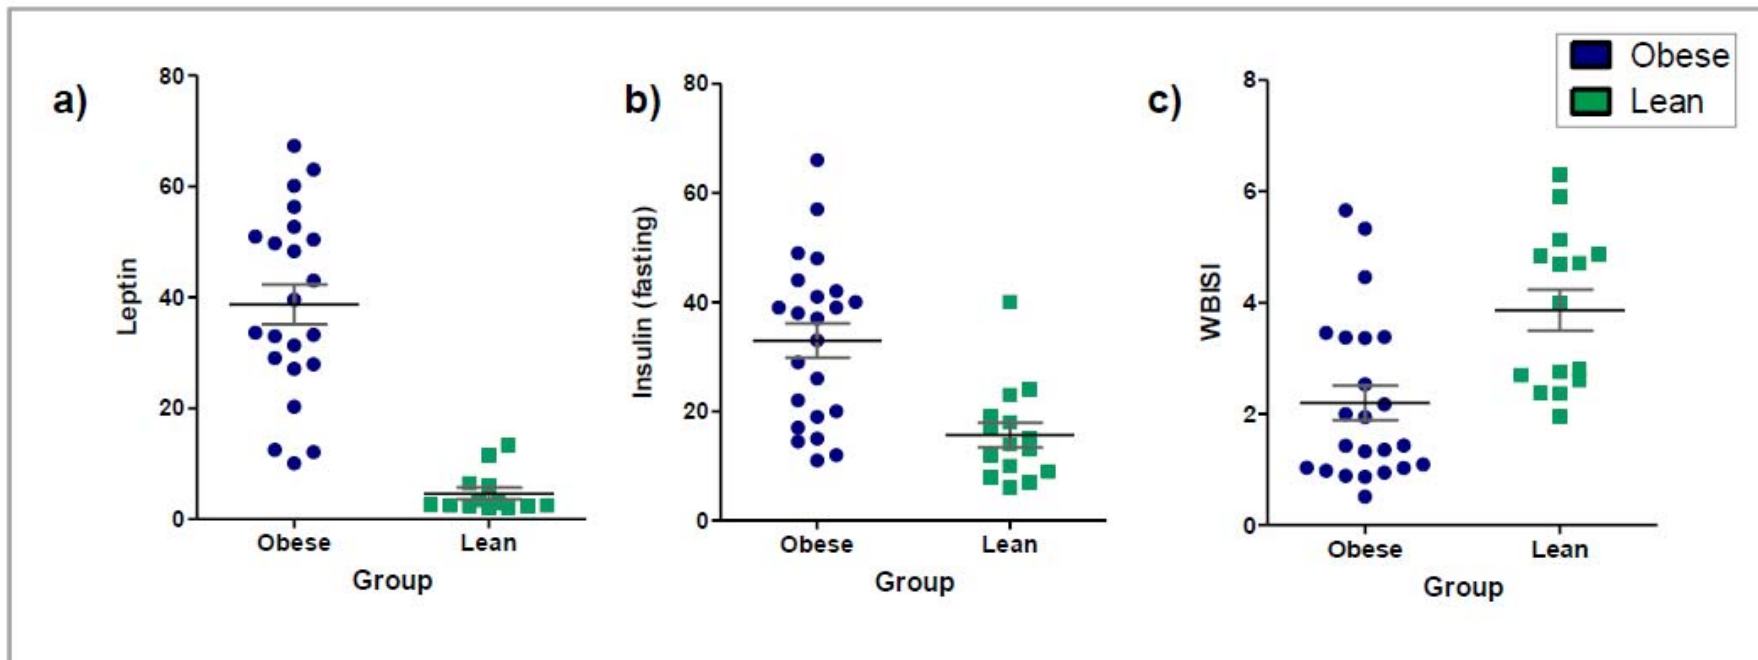 Obese
Lean
a)
80
60
40
20
0
Leptin
Obese
Lean
Group
b)
80
60
40
20
0
Insulin (fasting)
Obese
Lean
Group
c)
8
6
4
2
0
WBISI
Obese
Lean
Group